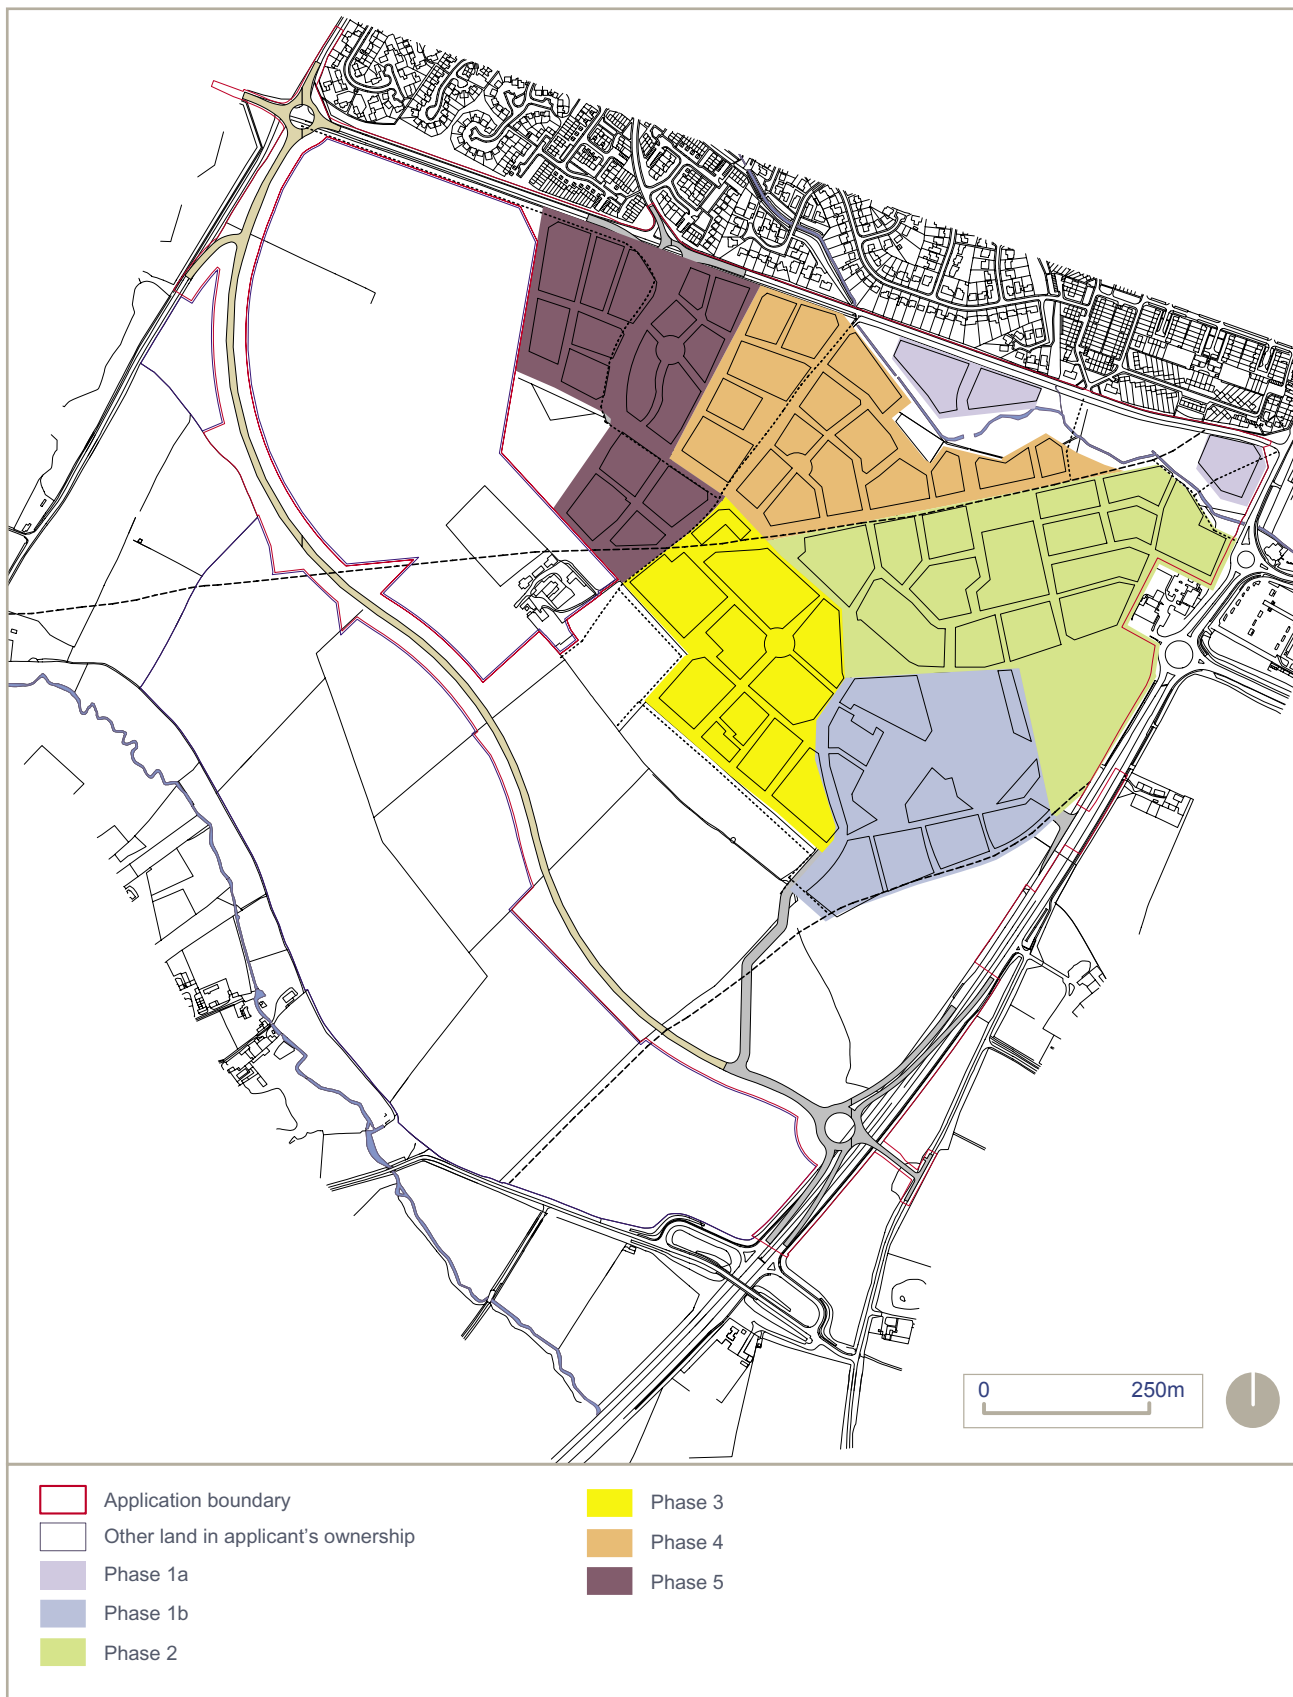 0 250m
Application boundary
Other land in applicant’s ownership
Phase 1a
Phase 1b
Phase 2
Phase 3
Phase 4
Phase 5